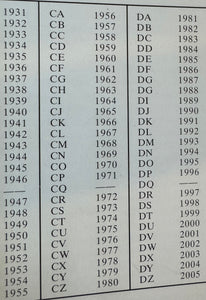 1931 CA 1956 DA 1981
1932 CB 1957 DB 1982
1933 CC 1958 DC 1983
1934 CD 1959 DD 1984
1935 CE 1960 DE 1985
1936 CF 1961 DF 1986
1937 CG 1962 DG 1987
1938 CH 1963 DH 1988
1939 CI 1964 DI 1989
1940 CJ 1965 DJ 1990
1941 CK 1966 DK 1991
1942 CL 1967 DL 1992
1943 CM 1968 DM 1993
1944 CN 1969 DN 1994
1945 CO 1970 DO 1995
1946 CP 1971 DP 1996
—— CQ —— DQ ——
1947 CR 1972 DR 1997
1948 CS 1973 DS 1998
1949 CT 1974 DT 1999
1950 CU 1975 DU 2000
1951 CV 1976 DV 2001
1952 CW 1977 DW 2002
1953 CX 1978 DX 2003
1954 CY 1979 DY 2004
1955 CZ 1980 DZ 2005